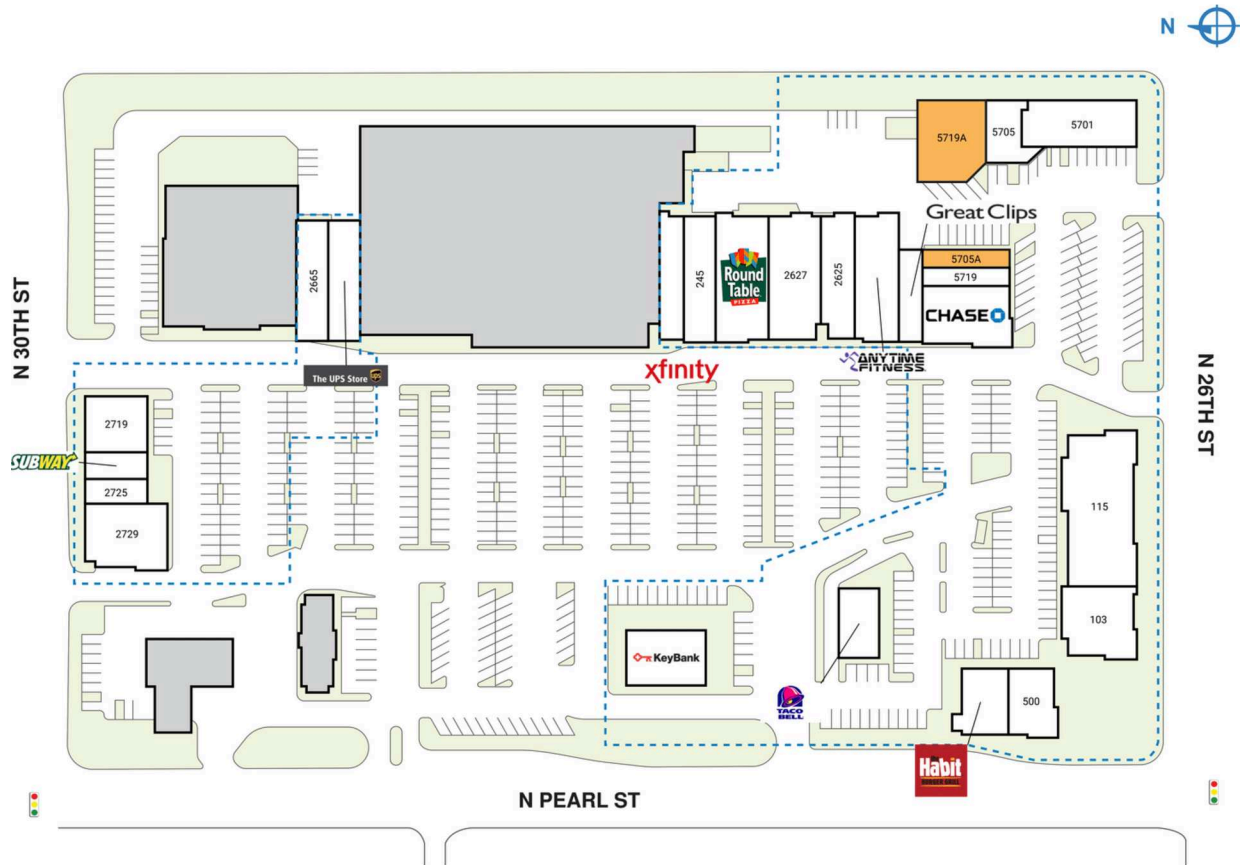 N
5719A
5705
5701
Great Clips
2665
245
Round
Table
PIZZA
2627
2625
5705A
5719
CHASE
N 30TH ST
The UPS Store
ups
xfinity
ANYTIME
FITNESS
N 26TH ST
2719
SUBWAY
2725
2729
115
103
KeyBank
TACO
BELL
500
Habit
BURGER GRILL
N PEARL ST